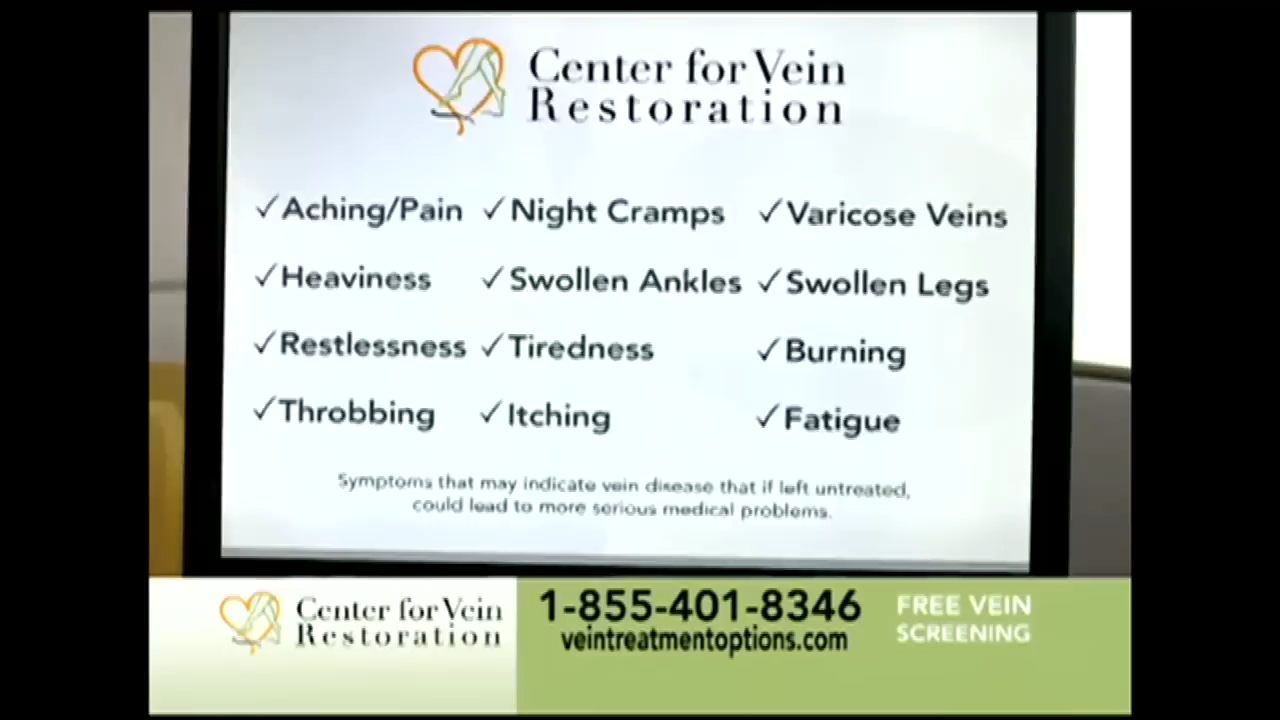 Center for Vein
Restoration
✓Aching/Pain ✓Night Cramps ✓Varicose Veins
✓Heaviness ✓Swollen Ankles ✓Swollen Legs
✓Restlessness ✓Tiredness ✓Burning
✓Throbbing ✓Itching ✓Fatigue
Symptoms that may indicate vein disease that if left untreated,
could lead to more serious medical problems.
Center for Vein
Restoration
1-855-401-8346
veintreatmentoptions.com
FREE VEIN
SCREENING